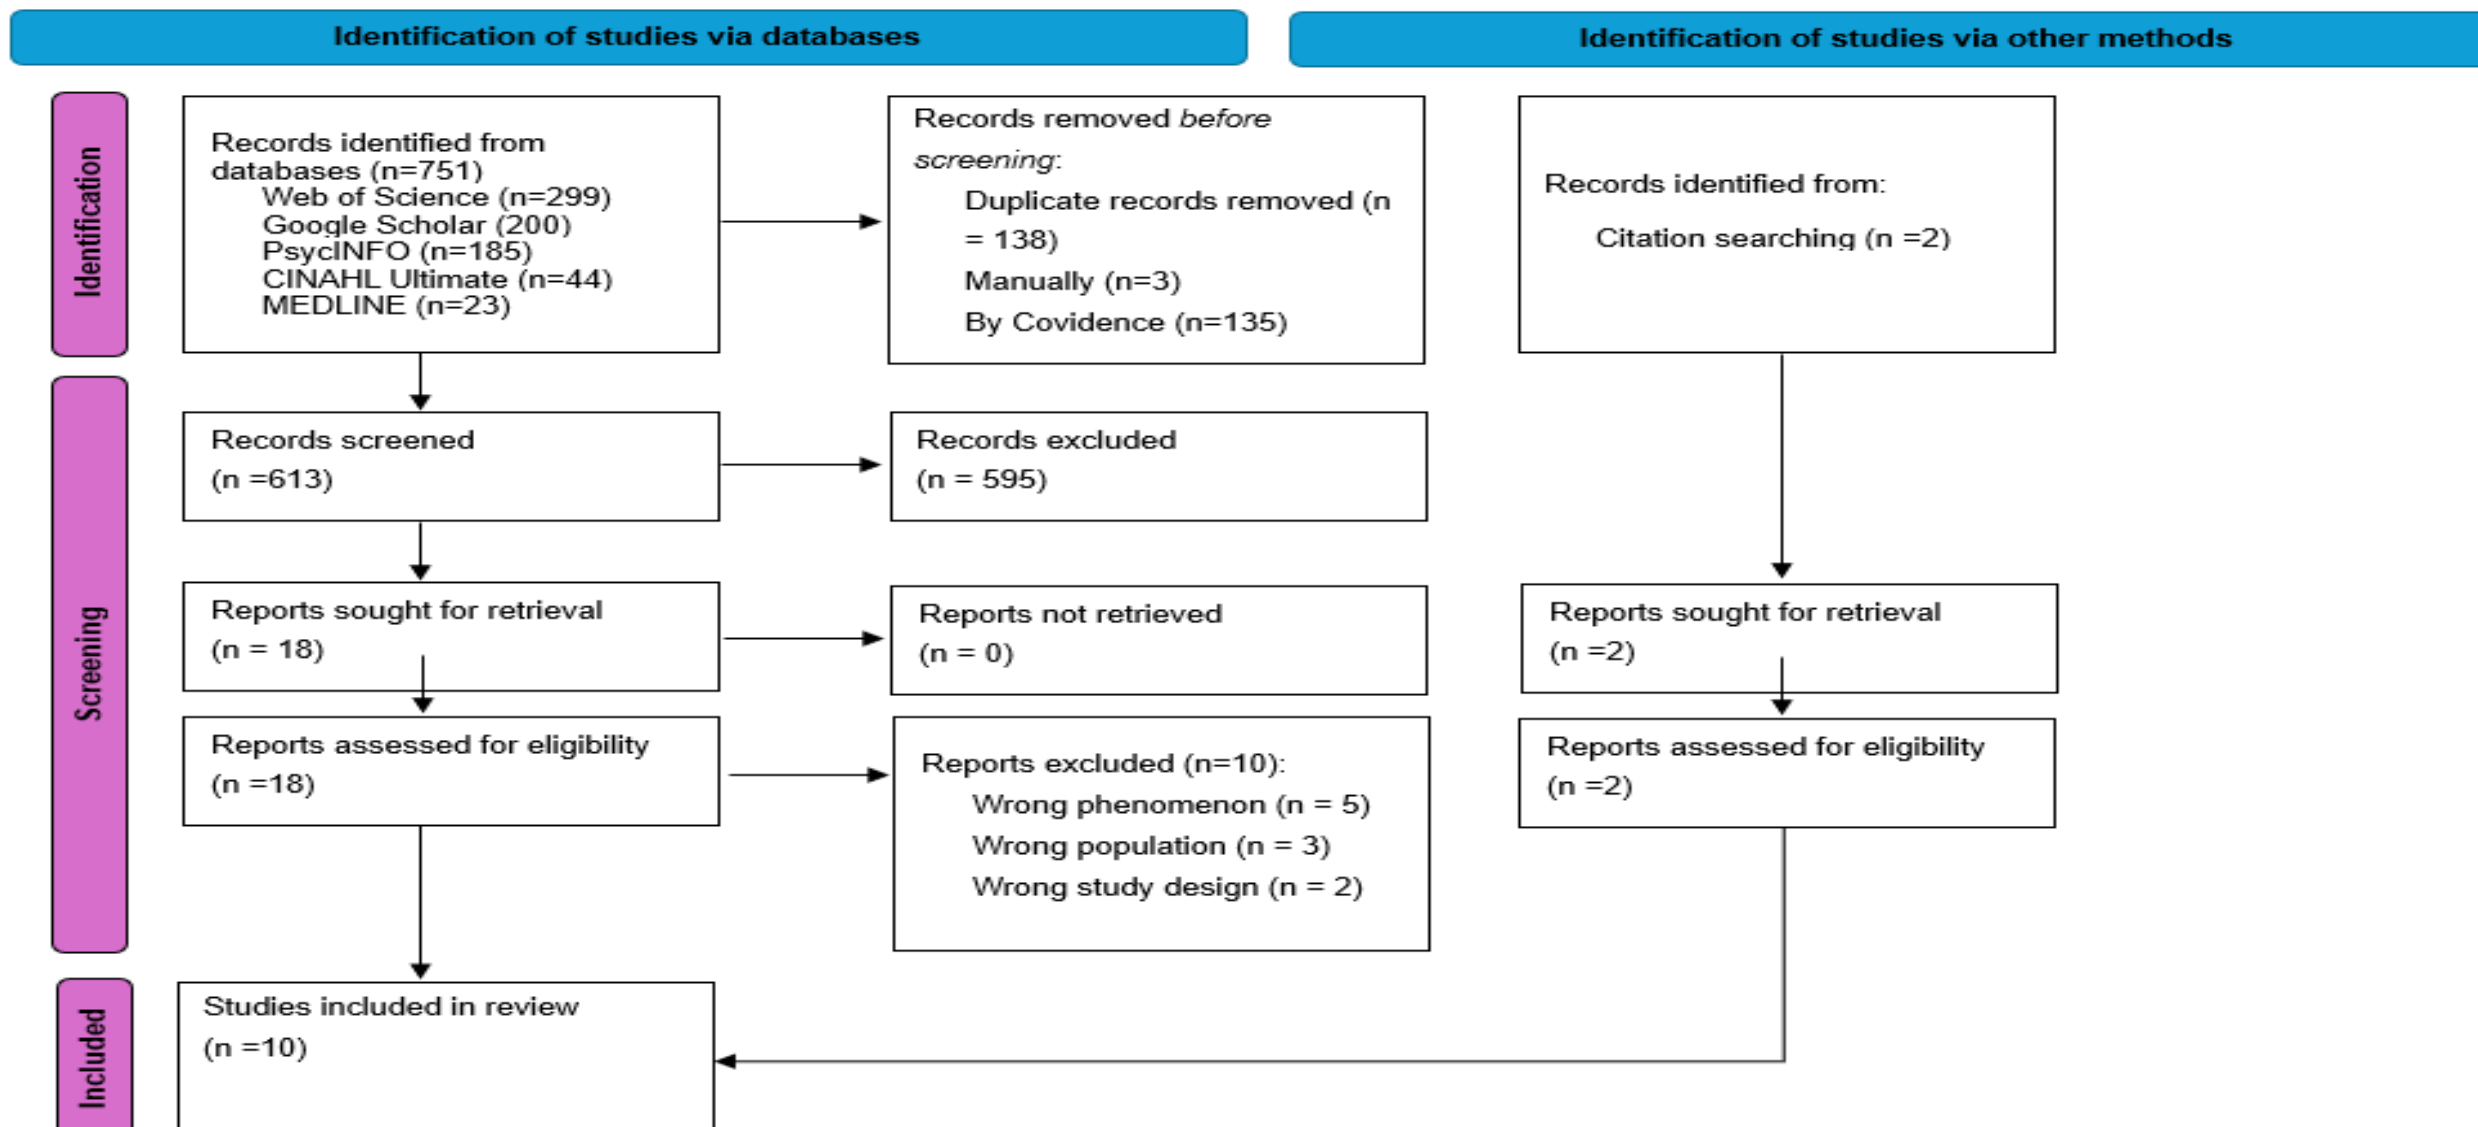 Identification of studies via databases
Identification of studies via other methods
Identification
Records identified from
databases (n=751)
Web of Science (n=299)
Google Scholar (200)
PsycINFO (n=185)
CINAHL Ultimate (n=44)
MEDLINE (n=23)
Records removed before
screening:
Duplicate records removed (n
= 138)
Manually (n=3)
By Covidence (n=135)
Records identified from:
Citation searching (n =2)
Screening
Records screened
(n =613)
Records excluded
(n = 595)
Reports sought for retrieval
(n = 18)
Reports not retrieved
(n = 0)
Reports sought for retrieval
(n =2)
Reports assessed for eligibility
(n =18)
Reports excluded (n=10):
Wrong phenomenon (n = 5)
Wrong population (n = 3)
Wrong study design (n = 2)
Reports assessed for eligibility
(n =2)
Included
Studies included in review
(n =10)